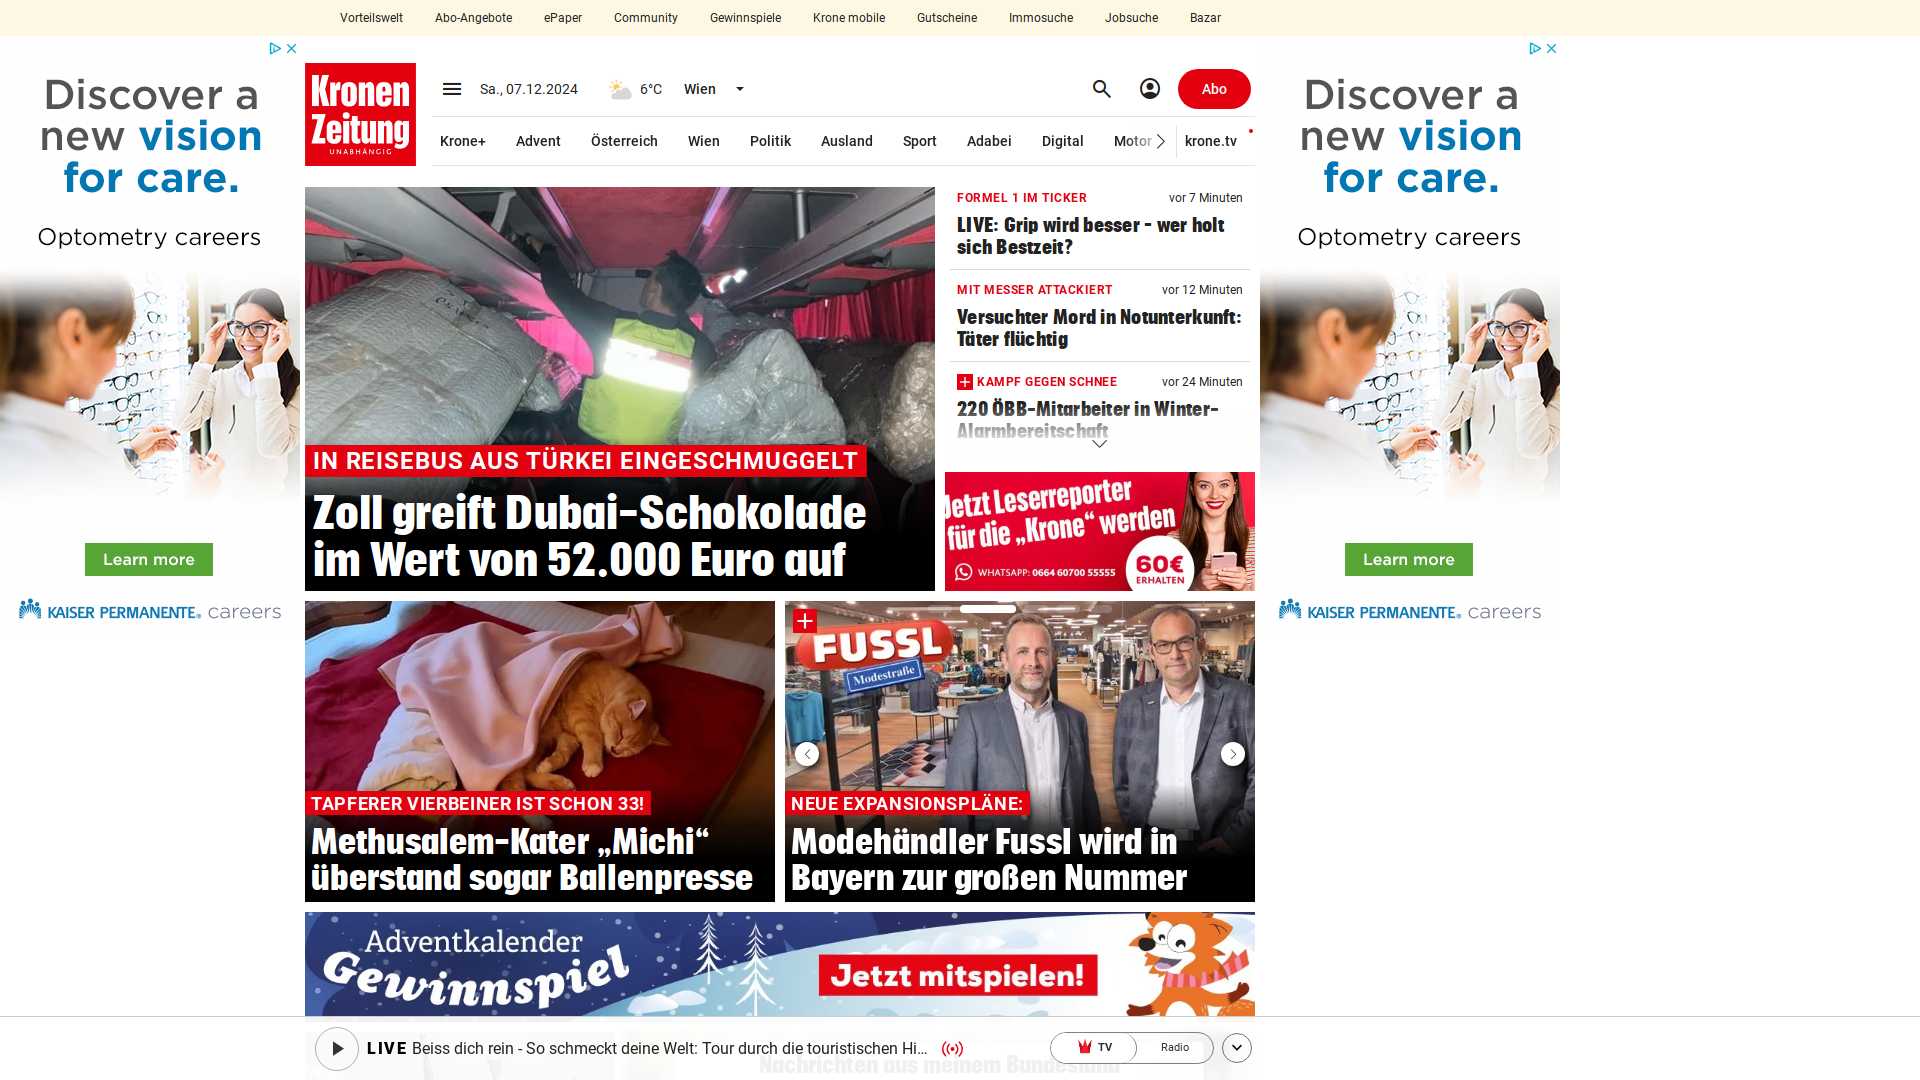 Vorteilswelt
Abo-Angebote
ePaper
Community
Gewinnspiele
Krone mobile
Gutscheine
Immosuche
Jobsuche
Bazar
Discover a
new vision
for care.
Optometry careers
Learn more
KAISER PERMANENTE® careers
Kronen
Zeitung
UNABHÄNGIG
Sa., 07.12.2024
6°C
Wien
Abo
Krone+
Advent
Österreich
Wien
Politik
Ausland
Sport
Adabei
Digital
Motor
krone.tv
IN REISEBUS AUS TÜRKEI EINGESCHMUGGELT
Zoll greift Dubai-Schokolade
im Wert von 52.000 Euro auf
FORMEL 1 IM TICKER
vor 7 Minuten
LIVE: Grip wird besser – wer holt
sich Bestzeit?
MIT MESSER ATTACKIERT
vor 12 Minuten
Versuchter Mord in Notunterkunft:
Täter flüchtig
KAMPF GEGEN SCHNEE
vor 24 Minuten
220 ÖBB-Mitarbeiter in Winter-
Alarmbereitschaft
Jetzt Leserreporter
für die „Krone“ werden
WHATSAPP: 0664 60700 55555
60€
ERHALTEN
TAPFERER VIERBEINER IST SCHON 33!
Methusalem-Kater „Michi“
überstand sogar Ballenpresse
FUSSL
Modestraße
NEUE EXPANSIONSPLÄNE:
Modehändler Fussl wird in
Bayern zur großen Nummer
Adventkalender
Gewinnspiel
Jetzt mitspielen!
LIVE Beiss dich rein - So schmeckt deine Welt: Tour durch die touristischen Hi...
TV
Radio
Nachrichten aus meinem Bundesland
Discover a
new vision
for care.
Optometry careers
Learn more
KAISER PERMANENTE® careers